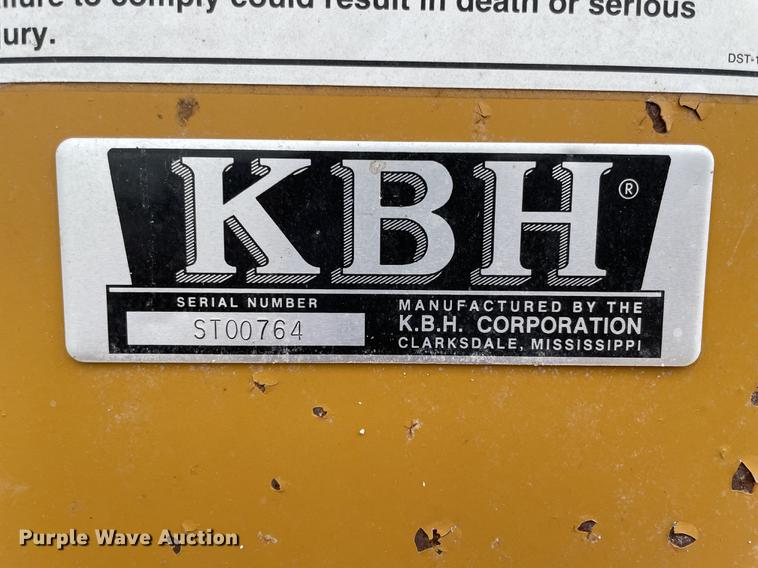 to comply could result in death or serious
jury.
DST-1
KBH®
SERIAL NUMBER
ST00764
MANUFACTURED BY THE
K.B.H. CORPORATION
CLARKSDALE, MISSISSIPPI
Purple Wave Auction